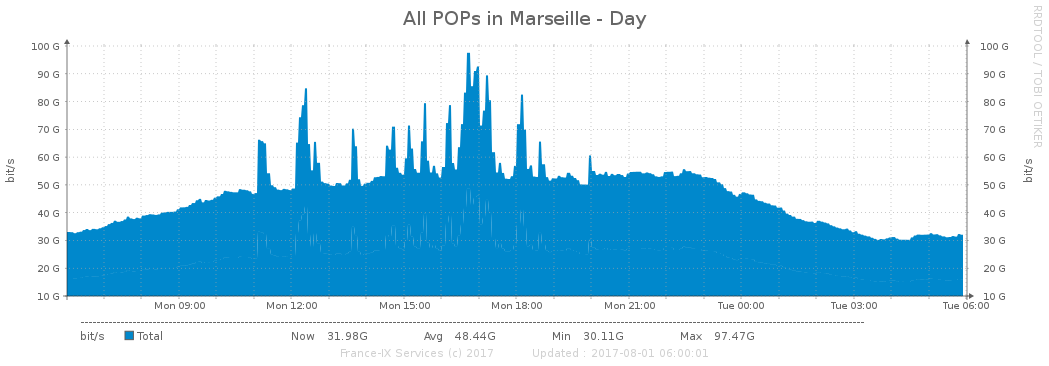 All POPs in Marseille - Day
RRDTOOL / TOBI OETIKER
100 G 100 G
90 G 90 G
80 G 80 G
70 G 70 G
60 G 60 G
50 G 50 G
40 G 40 G
30 G 30 G
20 G 20 G
10 G 10 G
bit/s bit/s
Mon 09:00 Mon 12:00 Mon 15:00 Mon 18:00 Mon 21:00 Tue 00:00 Tue 03:00 Tue 06:00
bit/s Total Now 31.98G Avg 48.44G Min 30.11G Max 97.47G
France-IX Services (c) 2017 Updated : 2017-08-01 06:00:01